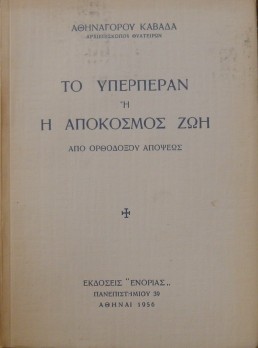 ΑΘΗΝΑΓΟΡΟΥ ΚΑΒΑΔΑ
ΑΡΧΙΕΠΙΣΚΟΠΟΥ ΘΥΑΤΕΙΡΩΝ
ΤΟ ΥΠΕΡΠΕΡΑΝ
Ή
Η ΑΠΟΚΟΣΜΟΣ ΖΩΗ
ΑΠΟ ΟΡΘΟΔΟΞΟΥ ΑΠΟΨΕΩΣ
ΕΚΔΟΣΕΙΣ "ΕΝΟΡΙΑΣ„
ΠΑΝΕΠΙΣΤΗΜΙΟΥ 39
ΑΘΗΝΑΙ 1956